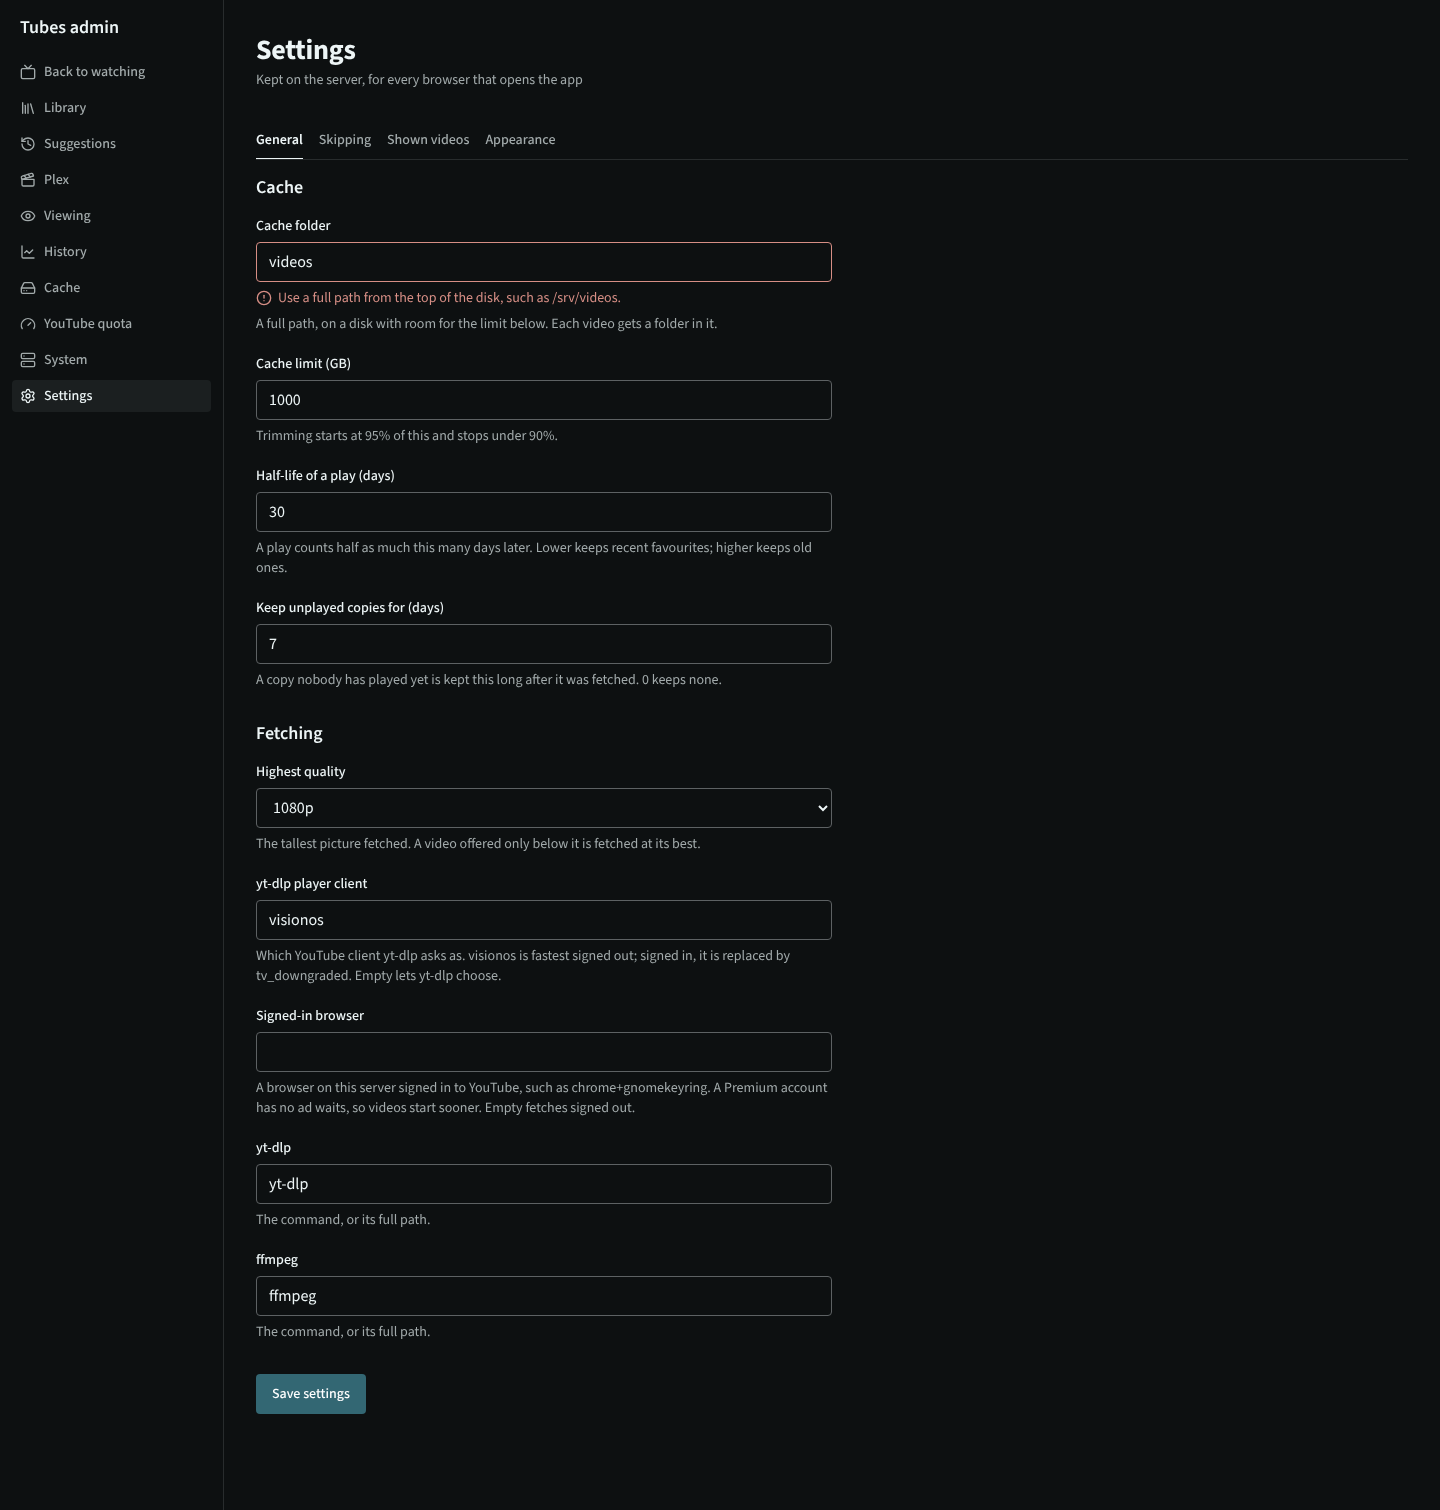 Tubes admin
Back to watching
Library
Suggestions
Plex
Viewing
History
Cache
YouTube quota
System
Settings
Settings
Kept on the server, for every browser that opens the app
General
Skipping
Shown videos
Appearance
Cache
Cache folder
videos
Use a full path from the top of the disk, such as /srv/videos.
A full path, on a disk with room for the limit below. Each video gets a folder in it.
Cache limit (GB)
1000
Trimming starts at 95% of this and stops under 90%.
Half-life of a play (days)
30
A play counts half as much this many days later. Lower keeps recent favourites; higher keeps old
ones.
Keep unplayed copies for (days)
7
A copy nobody has played yet is kept this long after it was fetched. 0 keeps none.
Fetching
Highest quality
1080p
The tallest picture fetched. A video offered only below it is fetched at its best.
yt-dlp player client
visionos
Which YouTube client yt-dlp asks as. visionos is fastest signed out; signed in, it is replaced by
tv_downgraded. Empty lets yt-dlp choose.
Signed-in browser
A browser on this server signed in to YouTube, such as chrome+gnomekeyring. A Premium account
has no ad waits, so videos start sooner. Empty fetches signed out.
yt-dlp
yt-dlp
The command, or its full path.
ffmpeg
ffmpeg
The command, or its full path.
Save settings